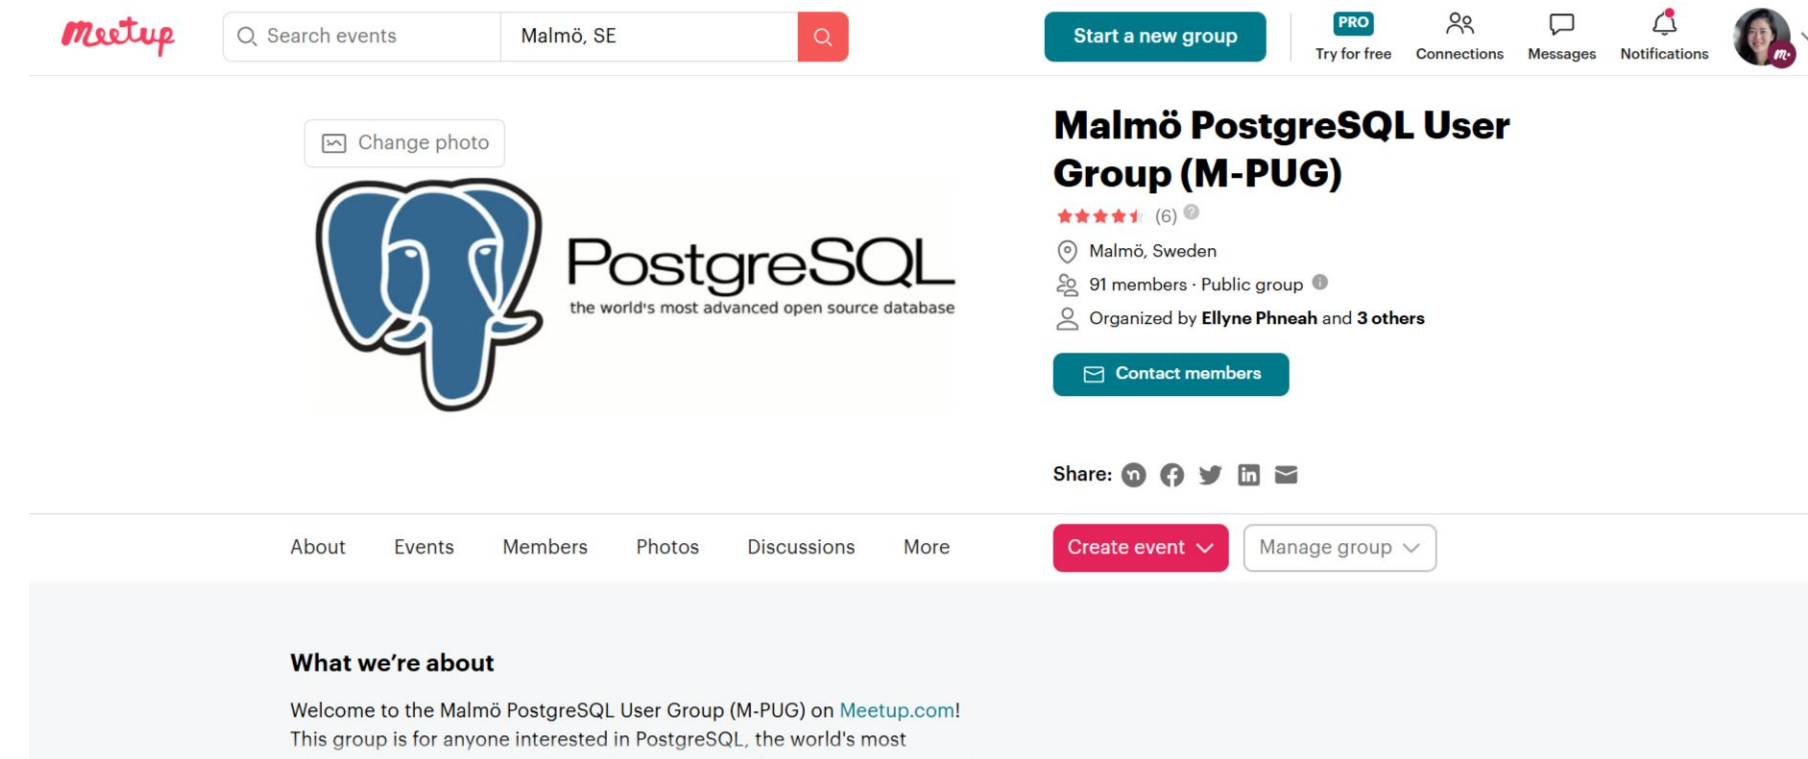 Meetup
Search events
Malmö, SE
Start a new group
PRO
Try for free
Connections
Messages
Notifications
m+
Change photo
PostgreSQL
the world's most advanced open source database
Malmö PostgreSQL User
Group (M-PUG)
(6)
Malmö, Sweden
91 members · Public group
Organized by Ellyne Phneah and 3 others
Contact members
Share:
About
Events
Members
Photos
Discussions
More
Create event
Manage group
What we’re about
Welcome to the Malmö PostgreSQL User Group (M-PUG) on Meetup.com!
This group is for anyone interested in PostgreSQL, the world's most